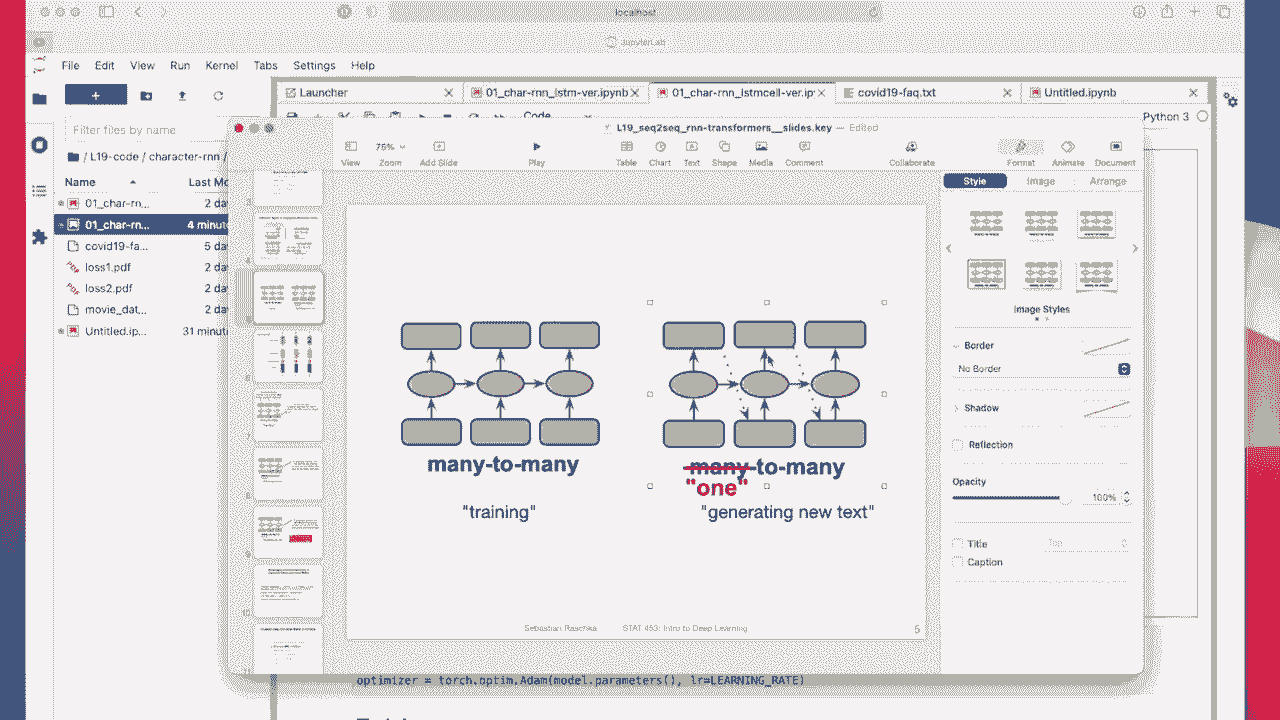 localhost
JupyterLab
File Edit View Run Kernel Tabs Settings Help
Launcher
01_char-rnn_lstm-ver.ipynb
01_char-rnn_lstmcell-ver.ip
covid19-faq.txt
Untitled.ipynb
Code
Python 3
Filter files by name
/ L19-code / character-rnn /
Name
Last Mo
01_char-rn...
2 da
01_char-rn...
4 minut
covid19-fa...
5 da
loss1.pdf
2 da
loss2.pdf
2 da
movie_dat...
2 da
Untitled.ip...
31 minut
L19_seq2seq_rnn-transformers__slides.key — Edited
75%
View Zoom Add Slide Play Table Chart Text Shape Media Comment Collaborate Format Animate Document
Style Image Arrange
Image Styles
Border
No Border
Shadow
Reflection
Opacity
100%
Title
Top
Caption
many-to-many
many-to-many
"one"
"training"
"generating new text"
Sebastian Raschka STAT 453: Intro to Deep Learning 5
optimizer = torch.optim.Adam(model.parameters(), lr=LEARNING_RATE)